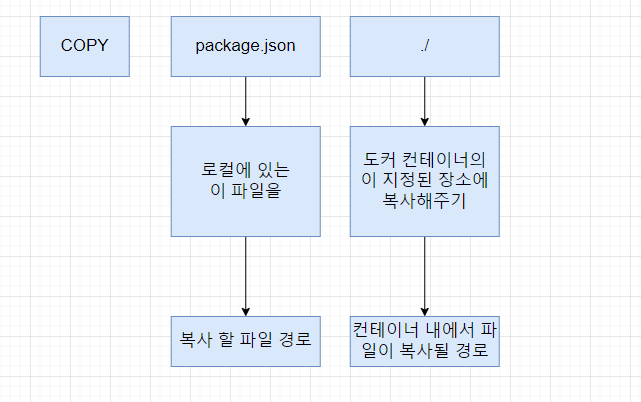 COPY
package.json
./
로컬에 있는
이 파일을
도커 컨테이너의
이 지정된 장소에
복사해주기
복사 할 파일 경로
컨테이너 내에서 파
일이 복사될 경로